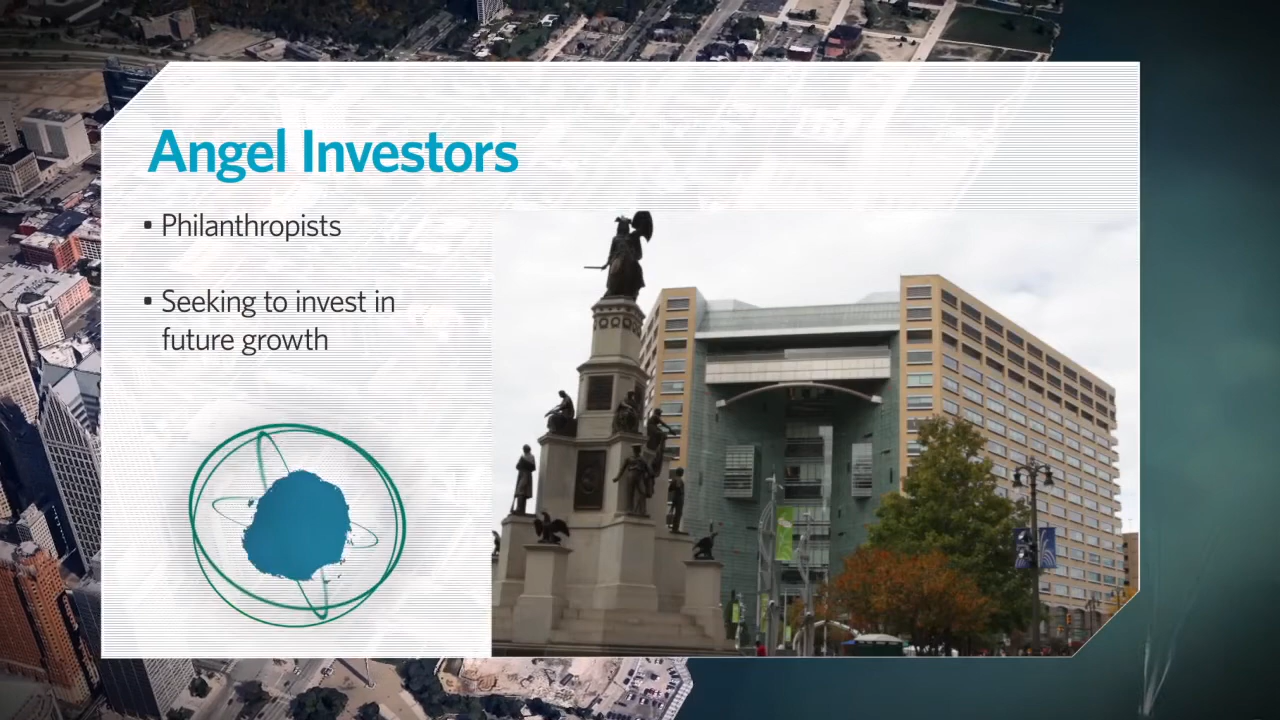 Angel Investors
▪ Philanthropists
▪ Seeking to invest in
future growth